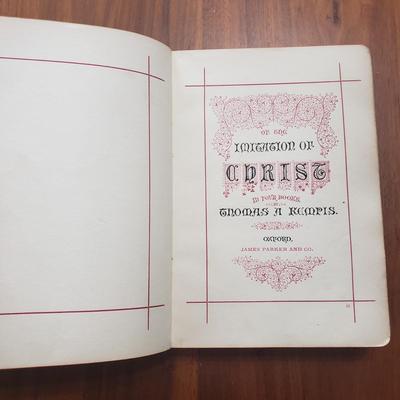 OF THE
IMITATION OF
CHRIST
IN FOUR BOOKS,
BY
THOMAS A KEMPIS.
OXFORD,
JAMES PARKER AND CO.